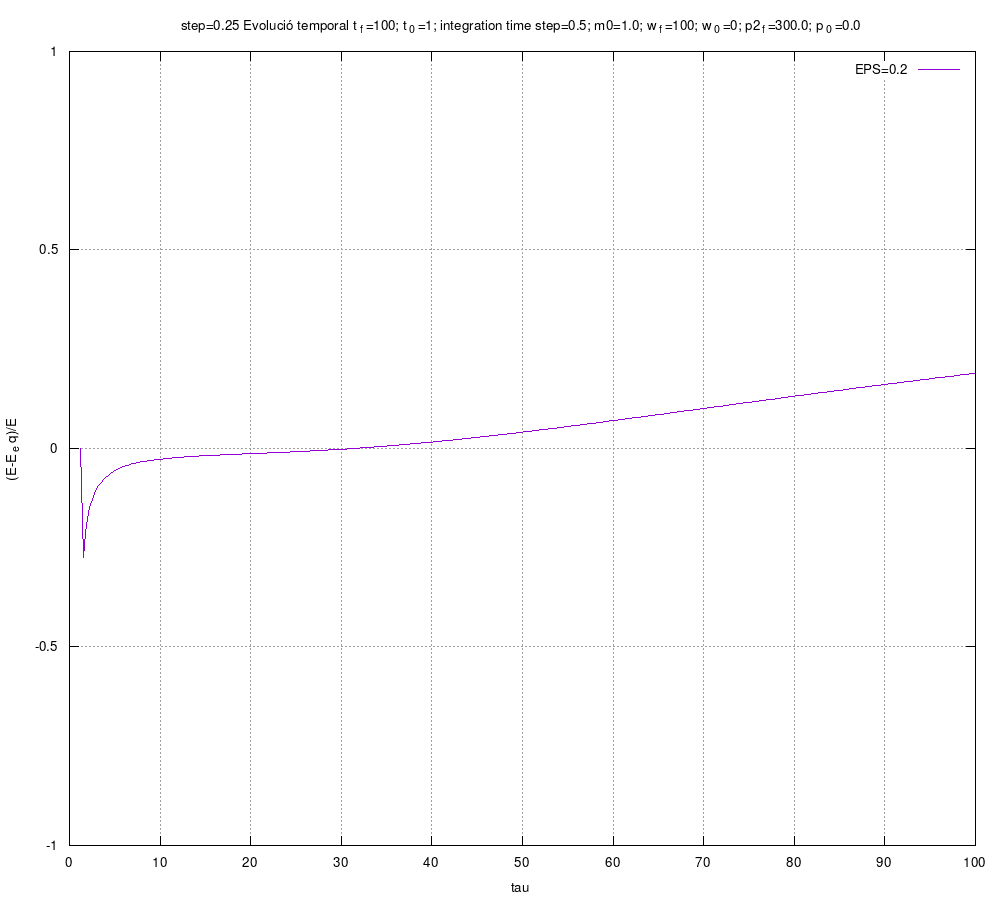 step=0.25 Evolució temporal t f =100; t 0 =1; integration time step=0.5; m0=1.0; w f =100; w 0 =0; p2 f =300.0; p 0 =0.0
1
EPS=0.2
0.5
0
(E-E e q)/E
-0.5
-1
0 10 20 30 40 50 60 70 80 90 100
tau